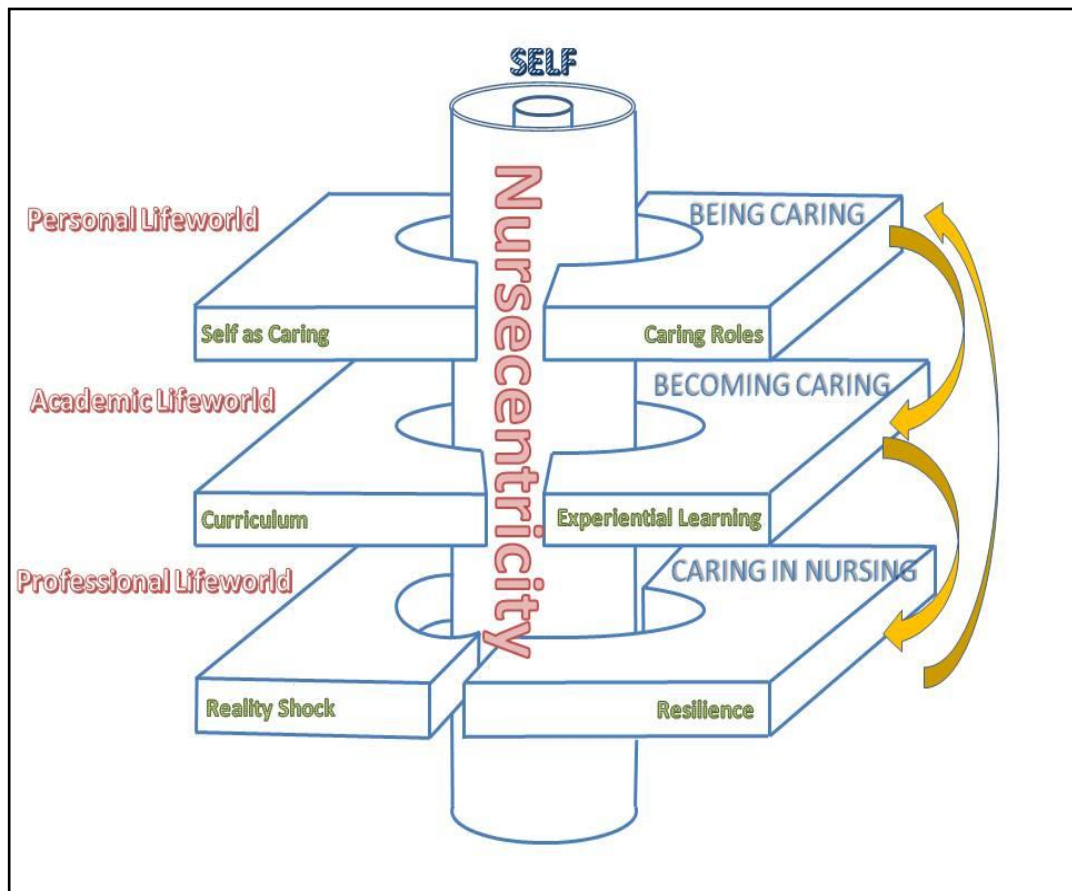 SELF
Nursecentricity
Personal Lifeworld
BEING CARING
Self as Caring
Caring Roles
Academic Lifeworld
BECOMING CARING
Curriculum
Experiential Learning
Professional Lifeworld
CARING IN NURSING
Reality Shock
Resilience